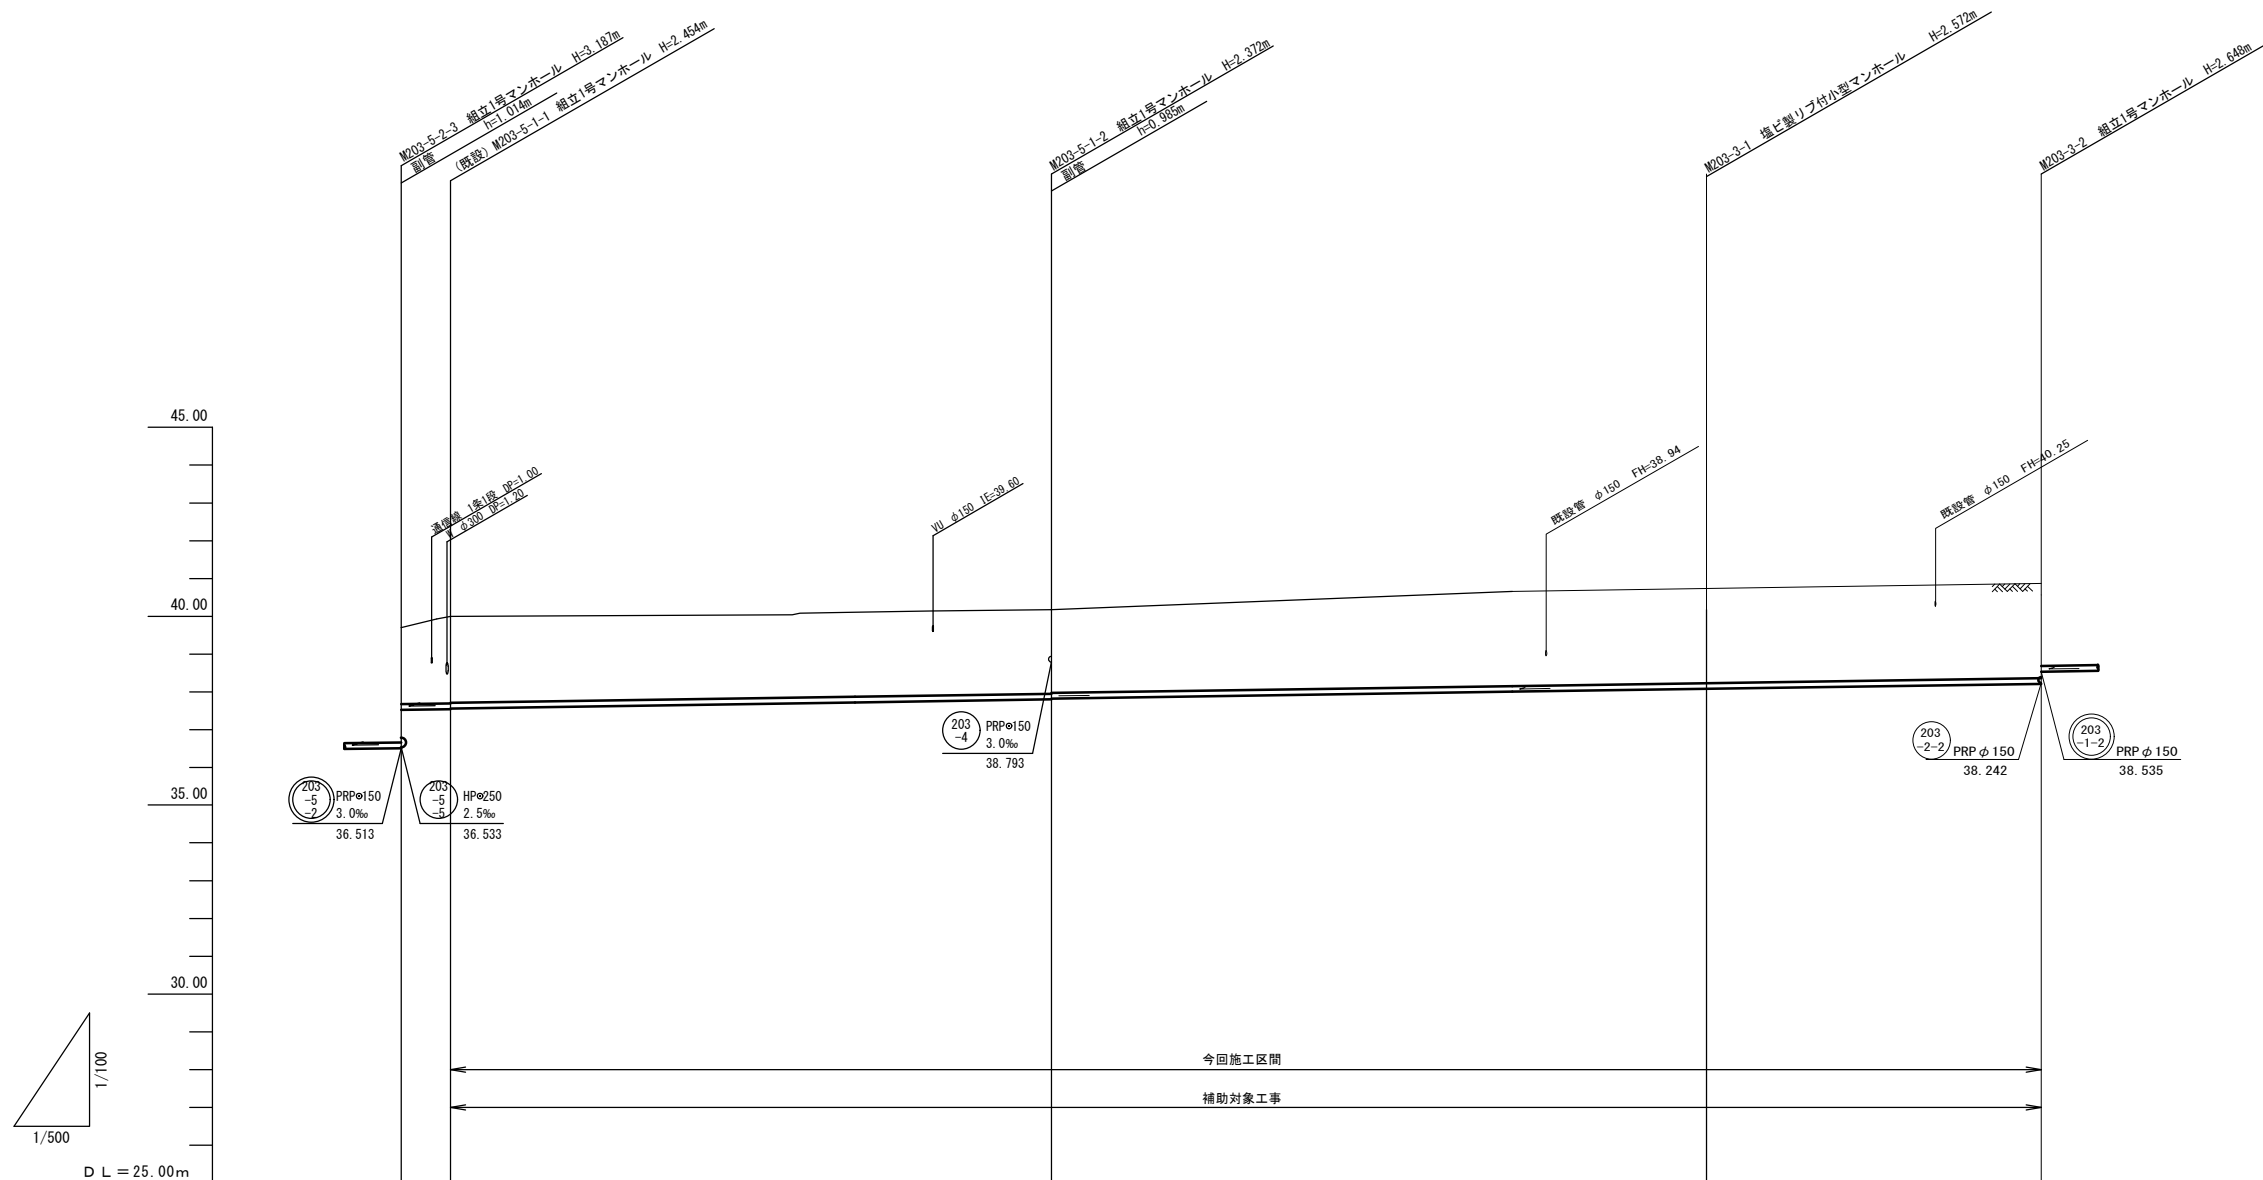 M203-5-2-3 組立1号マンホール H=3.187m
副管 h=1.014m
(既設) M203-5-1-1 組立1号マンホール H=2.454m
M203-5-1-2 組立1号マンホール H=2.372m
副管 h=0.985m
M203-3-1 塩ビ製リブ付小型マンホール H=2.572m
M203-3-2 組立1号マンホール H=2.648m
45.00
通信線 1条1段 DP=1.00
W φ300 DP=1.20
VU φ150 IE=39.60
既設管 φ150 FH=38.94
既設管 φ150 FH=40.25
40.00
203
-4
PRP⊙150
3.0‰
38.793
203
-2-2
PRPφ150
38.242
203
-1-2
PRPφ150
38.535
35.00
203
-5
-2
PRP⊙150
3.0‰
36.513
203
-5
-5
HP⊙250
2.5‰
36.533
30.00
1/100
1/500
今回施工区間
補助対象工事
DL=25.00m